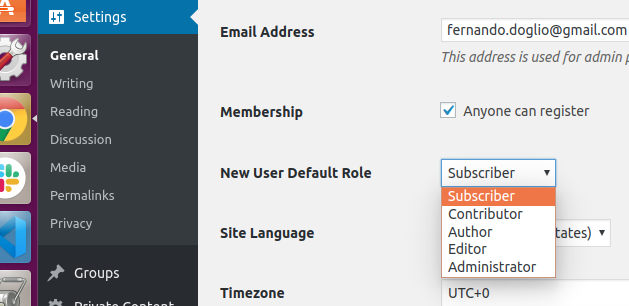 Settings
General
Writing
Reading
Discussion
Media
Permalinks
Privacy
Groups
Private Content
Email Address
fernando.doglio@gmail.com
This address is used for admin p
Membership
Anyone can register
New User Default Role
Subscriber
Subscriber
Contributor
Author
Editor
Administrator
Site Language
tates)
Timezone
UTC+0